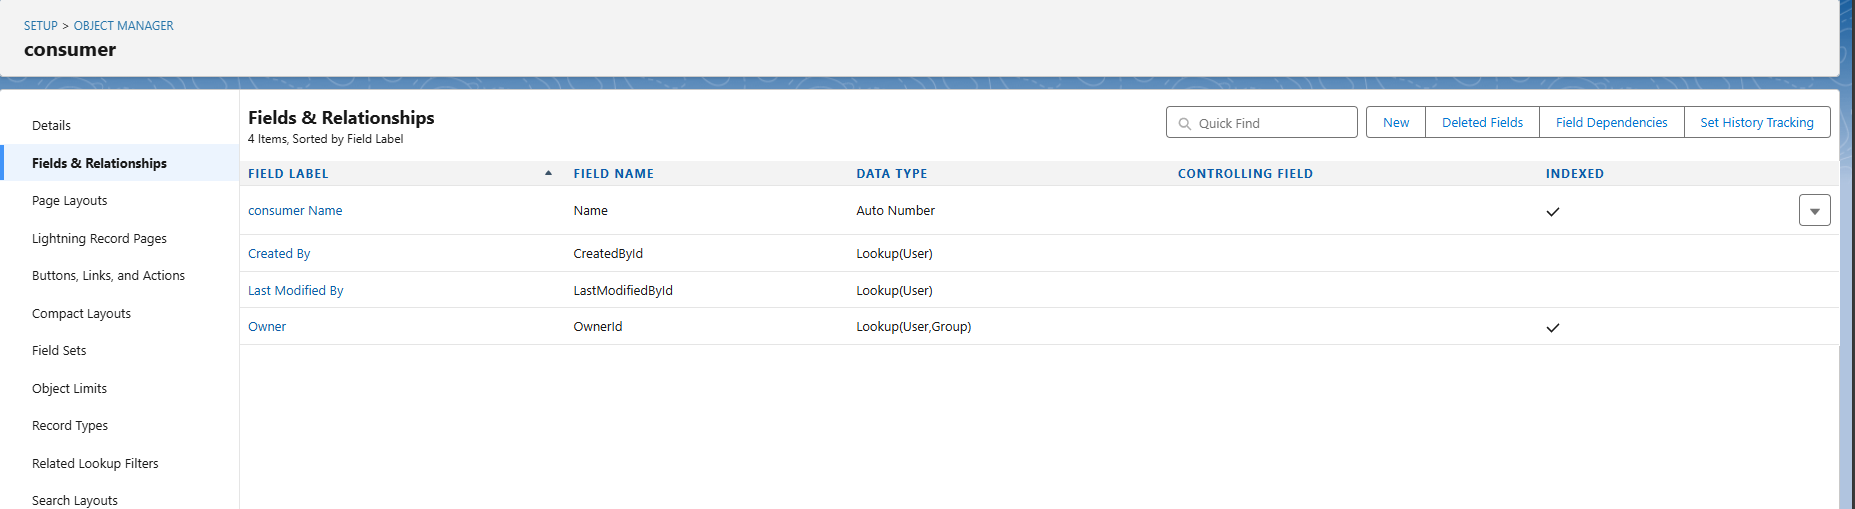 SETUP > OBJECT MANAGER
consumer
Details
Fields & Relationships
Page Layouts
Lightning Record Pages
Buttons, Links, and Actions
Compact Layouts
Field Sets
Object Limits
Record Types
Related Lookup Filters
Search Layouts
Fields & Relationships
4 Items, Sorted by Field Label
Quick Find
New
Deleted Fields
Field Dependencies
Set History Tracking
FIELD LABEL FIELD NAME DATA TYPE CONTROLLING FIELD INDEXED
consumer Name Name Auto Number
Created By CreatedById Lookup(User)
Last Modified By LastModifiedById Lookup(User)
Owner OwnerId Lookup(User,Group)